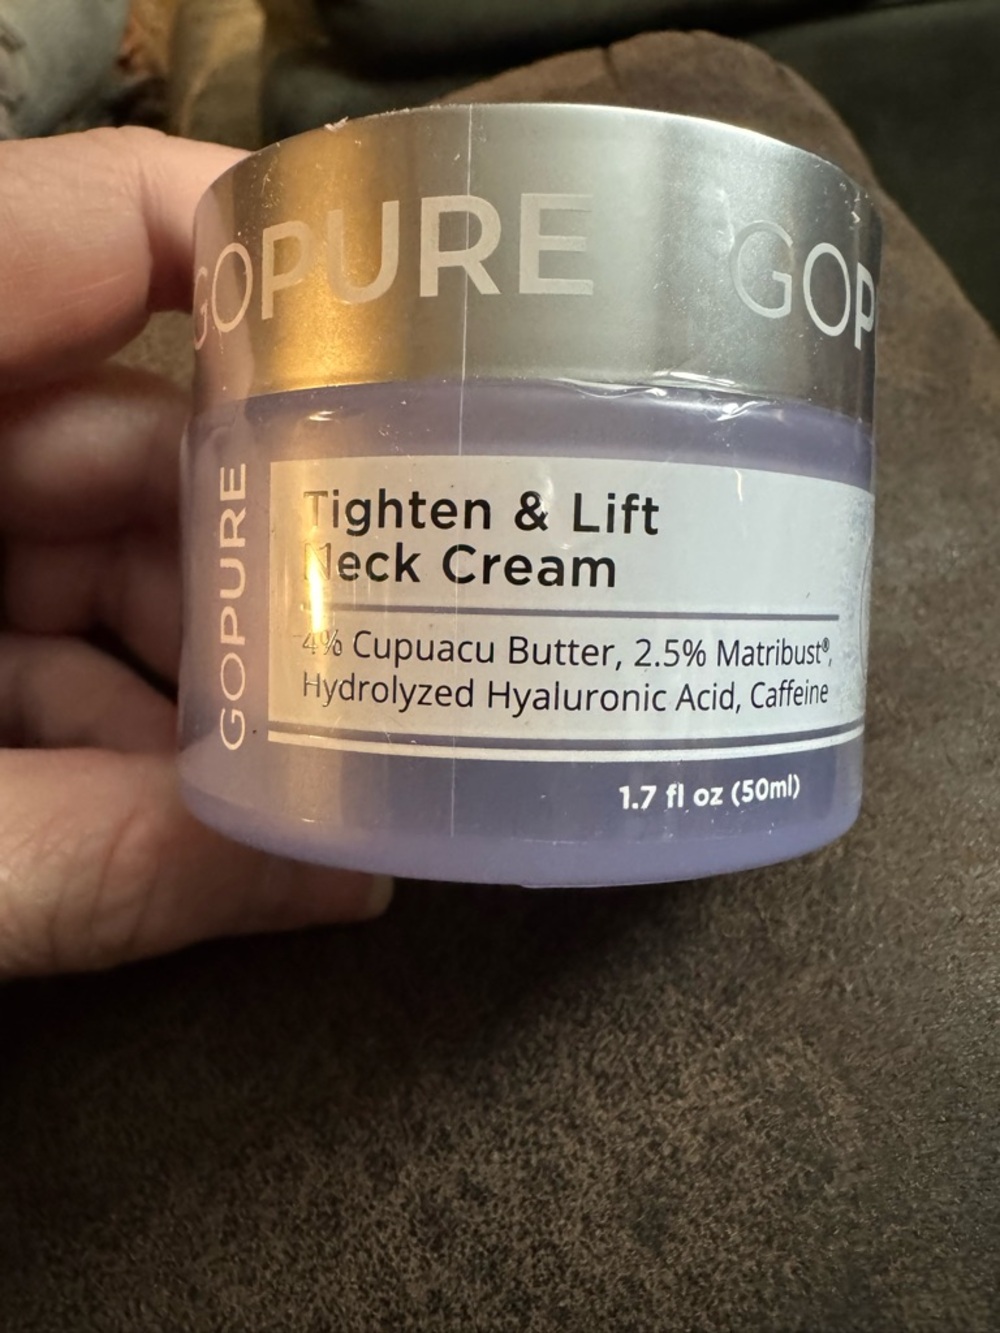 GOPURE GOP
GOPURE
Tighten & Lift
Neck Cream
4% Cupuacu Butter, 2.5% Matribust®,
Hydrolyzed Hyaluronic Acid, Caffeine
1.7 fl oz (50ml)